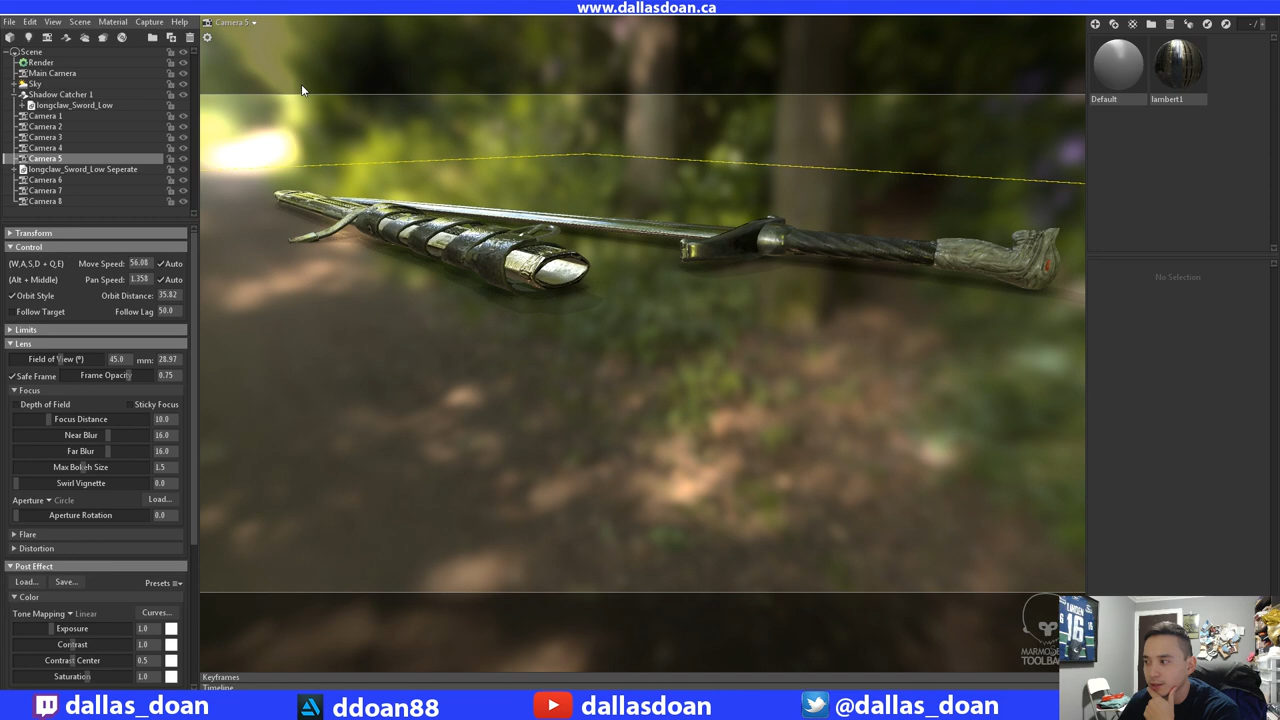 www.dallasdoan.ca
File Edit View Scene Material Capture Help
Camera 5
Scene
Render
Main Camera
Sky
Shadow Catcher 1
longclaw_Sword_Low
Camera 1
Camera 2
Camera 3
Camera 4
Camera 5
longclaw_Sword_Low Seperate
Camera 6
Camera 7
Camera 8
Default lambert1
No Selection
Transform
Control
(W,A,S,D + Q,E) Move Speed: 56.08 Auto
(Alt + Middle) Pan Speed: 1.358 Auto
Orbit Style Orbit Distance: 35.82
Follow Target Follow Lag 50.0
Limits
Lens
Field of View (º) 45.0 mm: 28.97
Safe Frame Frame Opacity 0.75
Focus
Depth of Field Sticky Focus
Focus Distance 10.0
Near Blur 16.0
Far Blur 16.0
Max Bokeh Size 1.5
Swirl Vignette 0.0
Aperture Circle Load...
Aperture Rotation 0.0
Flare
Distortion
Post Effect
Load... Save... Presets
Color
Tone Mapping Linear Curves...
Exposure 1.0
Contrast 1.0
Contrast Center 0.5
Saturation 1.0
Keyframes
Timeline
16
dallas_doan ddoan88 dallasdoan @dallas_doan